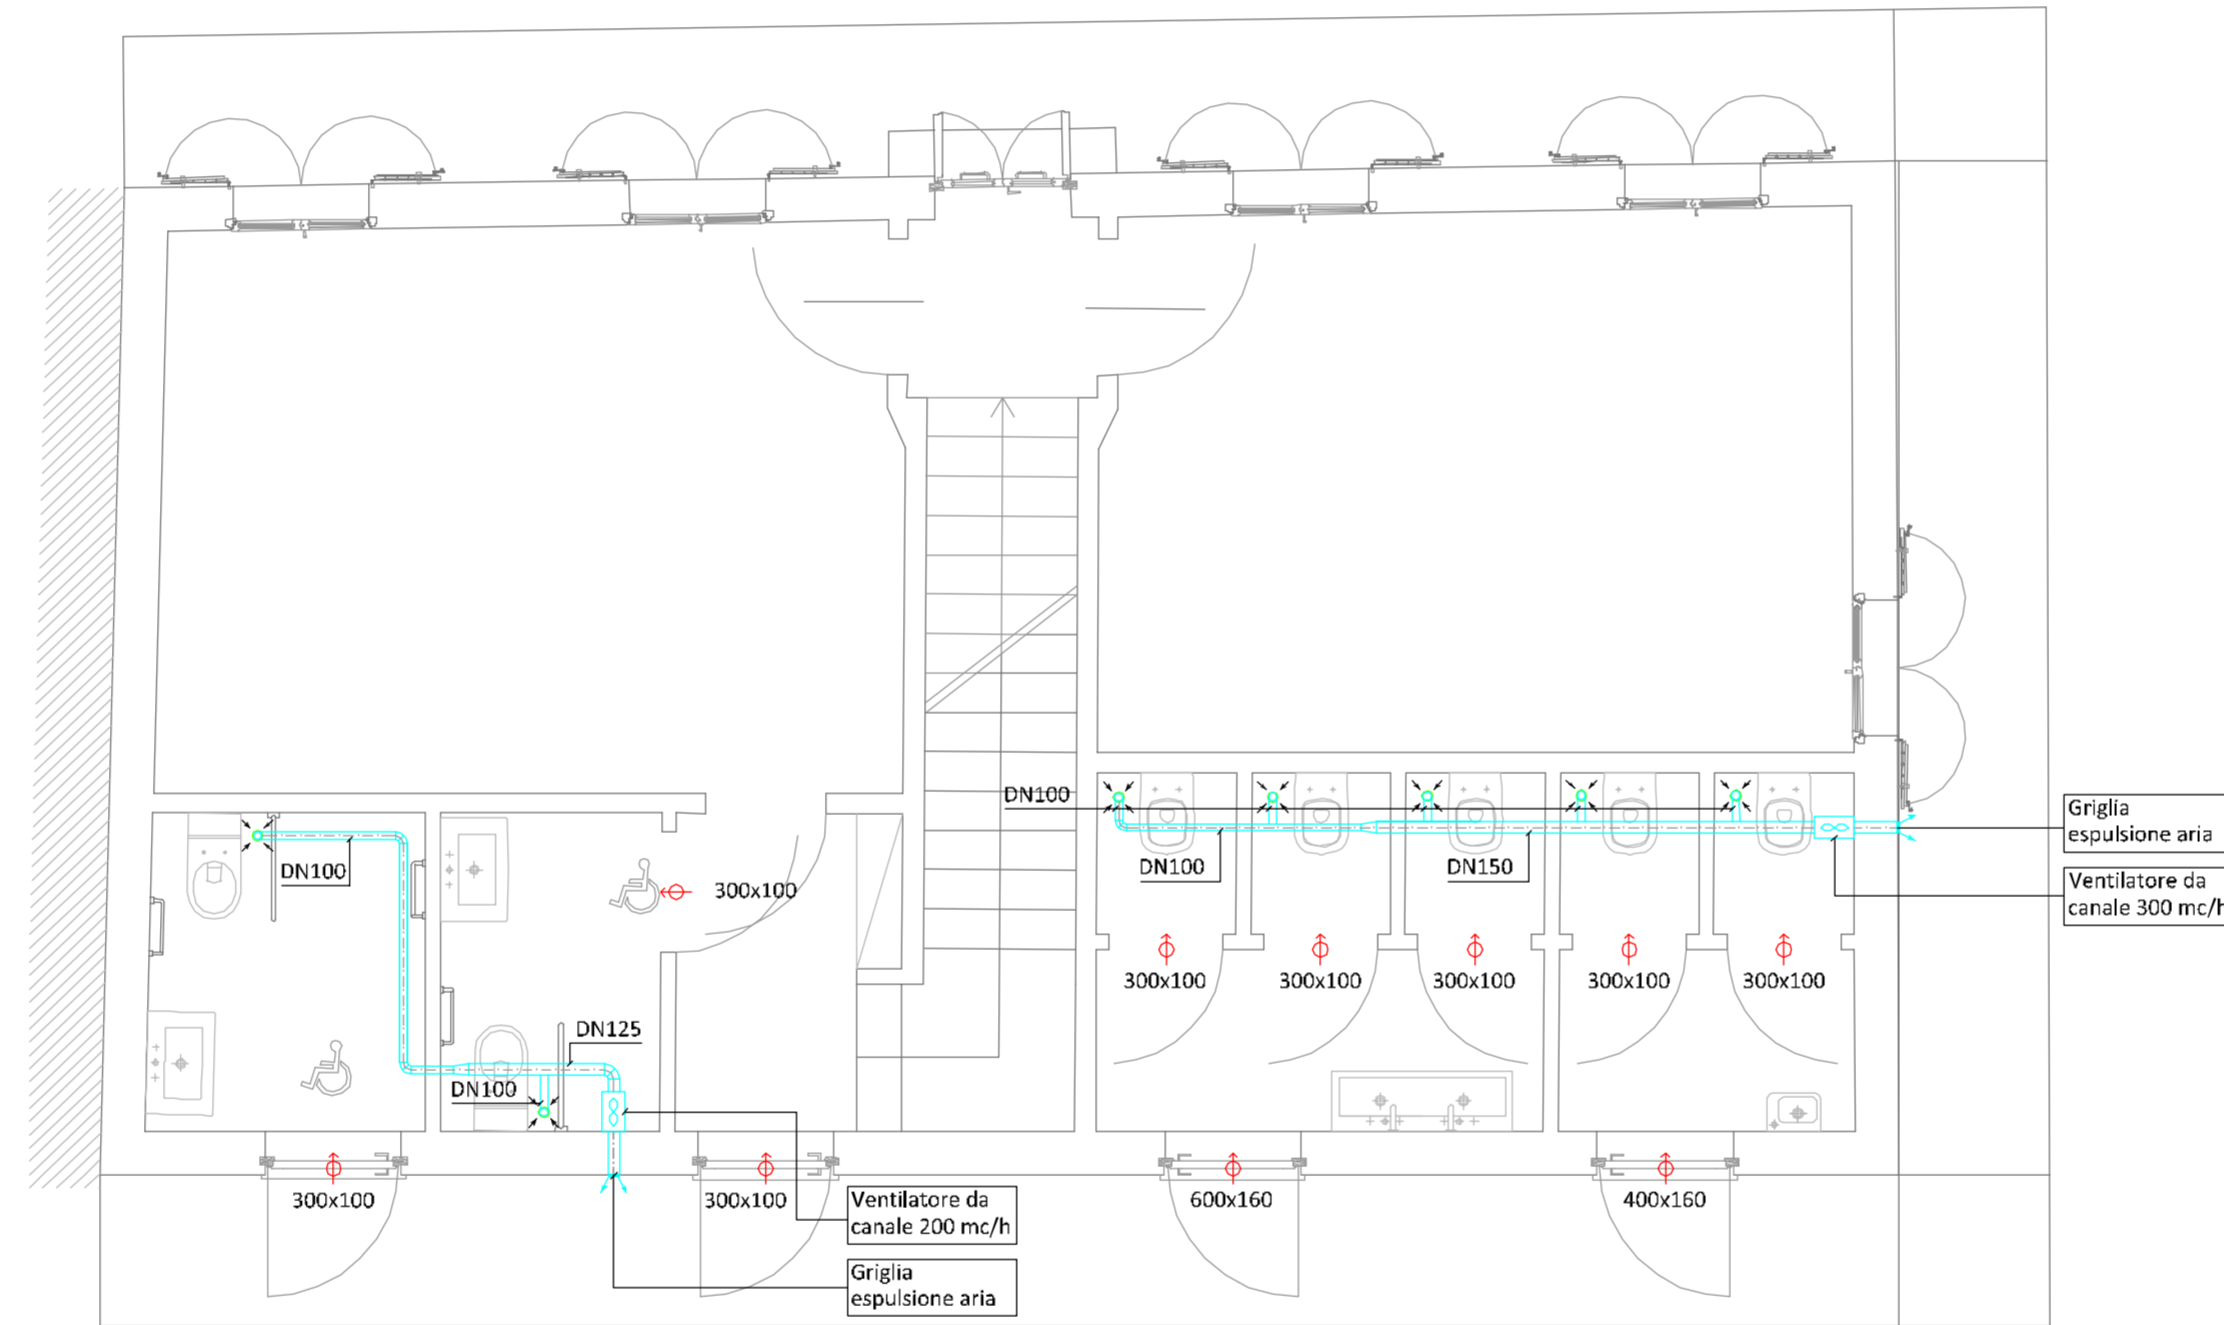 DN100
Griglia
espulsione aria
DN100
DN100
DN150
Ventilatore da
canale 300 mc/h
300x100
300x100
300x100
300x100
300x100
300x100
DN125
DN100
300x100
300x100
600x160
400x160
Ventilatore da
canale 200 mc/h
Griglia
espulsione aria